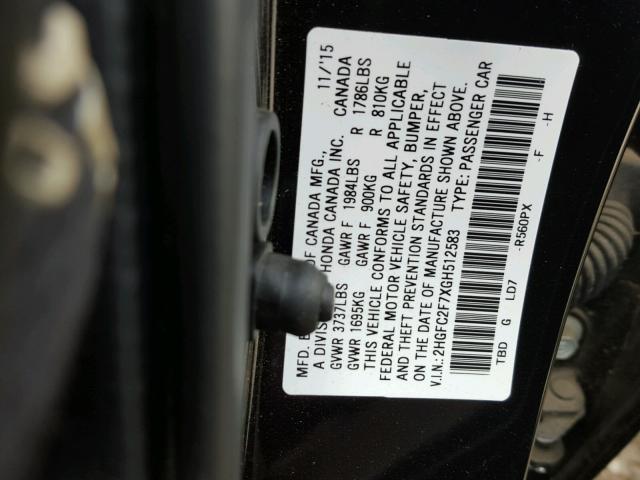 MFD. OF CANADA MFG., 11/'15
A DIVIS HONDA CANADA INC. CANADA
GVWR 3737LBS GAWR F 1984LBS R 1786LBS
GVWR 1695KG GAWR F 900KG R 810KG
THIS VEHICLE CONFORMS TO ALL APPLICABLE
FEDERAL MOTOR VEHICLE SAFETY, BUMPER,
AND THEFT PREVENTION STANDARDS IN EFFECT
ON THE DATE OF MANUFACTURE SHOWN ABOVE.
V.I.N.: 2HGFC2F7XGH512583 TYPE: PASSENGER CAR
-R560PX -F -H
TBD G LD7